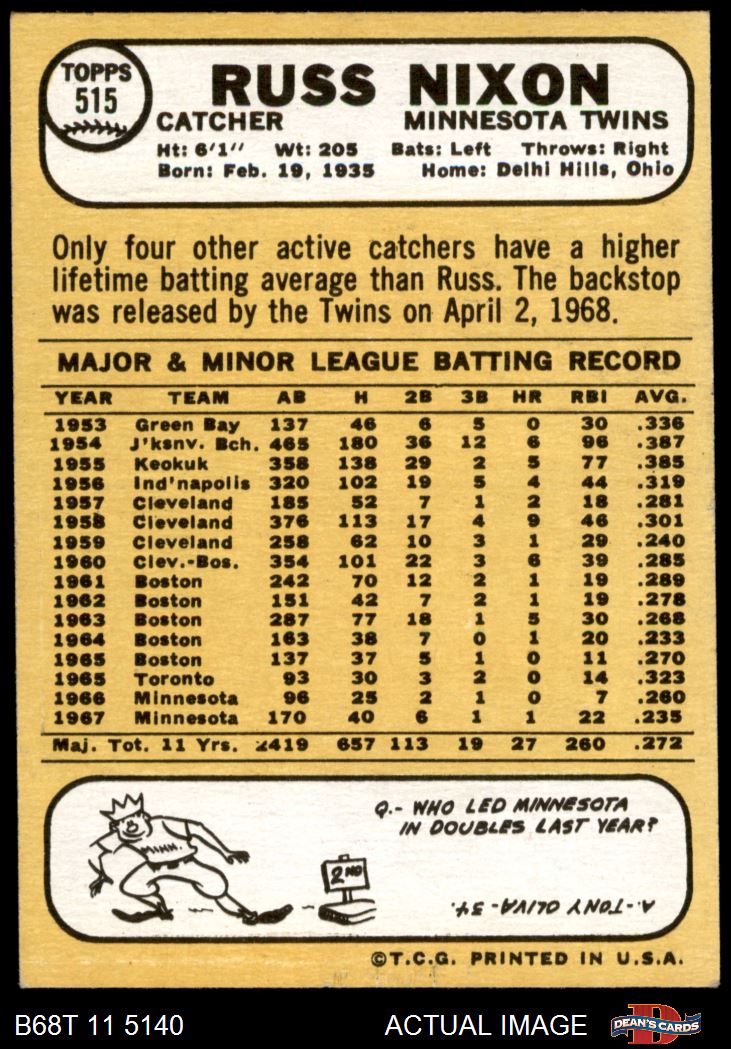 TOPPS
515
RUSS NIXON
CATCHER MINNESOTA TWINS
Ht: 6'1" Wt: 205 Bats: Left Throws: Right
Born: Feb. 19, 1935 Home: Delhi Hills, Ohio
Only four other active catchers have a higher
lifetime batting average than Russ. The backstop
was released by the Twins on April 2, 1968.
MAJOR & MINOR LEAGUE BATTING RECORD
YEAR TEAM AB H 2B 3B HR RBI AVG.
1953 Green Bay 137 46 6 5 0 30 .336
1954 J'ksnv. Bch. 465 180 36 12 6 96 .387
1955 Keokuk 358 138 29 2 5 77 .385
1956 Ind'napolis 320 102 19 5 4 44 .319
1957 Cleveland 185 52 7 1 2 18 .281
1958 Cleveland 376 113 17 4 9 46 .301
1959 Cleveland 258 62 10 3 1 29 .240
1960 Clev.-Bos. 354 101 22 3 6 39 .285
1961 Boston 242 70 12 2 1 19 .289
1962 Boston 151 42 7 2 1 19 .278
1963 Boston 287 77 18 1 5 30 .268
1964 Boston 163 38 7 0 1 20 .233
1965 Boston 137 37 5 1 0 11 .270
1965 Toronto 93 30 3 2 0 14 .323
1966 Minnesota 96 25 2 1 0 7 .260
1967 Minnesota 170 40 6 1 1 22 .235
Maj. Tot. 11 Yrs. 2419 657 113 19 27 260 .272
Q.- WHO LED MINNESOTA
IN DOUBLES LAST YEAR?
MINN.
2ND
A.- TONY OLIVA - 34.
©T.C.G. PRINTED IN U.S.A.
B68T 11 5140 ACTUAL IMAGE DEAN'S CARDS